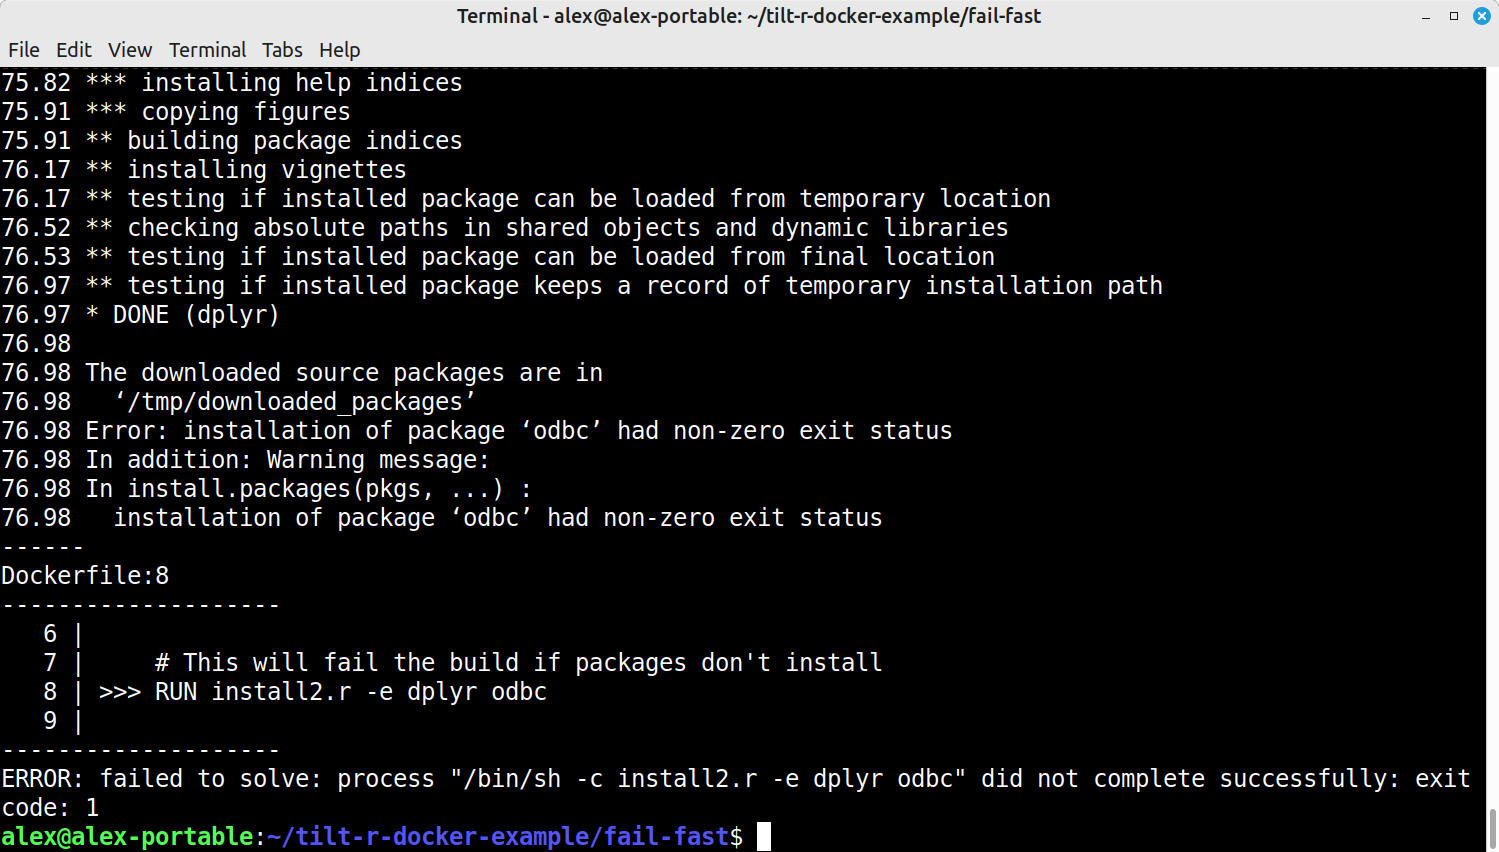 Terminal - alex@alex-portable: ~/tilt-r-docker-example/fail-fast
File Edit View Terminal Tabs Help
75.82 *** installing help indices
75.91 *** copying figures
75.91 ** building package indices
76.17 ** installing vignettes
76.17 ** testing if installed package can be loaded from temporary location
76.52 ** checking absolute paths in shared objects and dynamic libraries
76.53 ** testing if installed package can be loaded from final location
76.97 ** testing if installed package keeps a record of temporary installation path
76.97 * DONE (dplyr)
76.98
76.98 The downloaded source packages are in
76.98   ‘/tmp/downloaded_packages’
76.98 Error: installation of package ‘odbc’ had non-zero exit status
76.98 In addition: Warning message:
76.98 In install.packages(pkgs, ...) :
76.98   installation of package ‘odbc’ had non-zero exit status
------
Dockerfile:8
--------------------
   6 |
   7 |     # This will fail the build if packages don't install
   8 | >>> RUN install2.r -e dplyr odbc
   9 |
--------------------
ERROR: failed to solve: process "/bin/sh -c install2.r -e dplyr odbc" did not complete successfully: exit
code: 1
alex@alex-portable:~/tilt-r-docker-example/fail-fast$